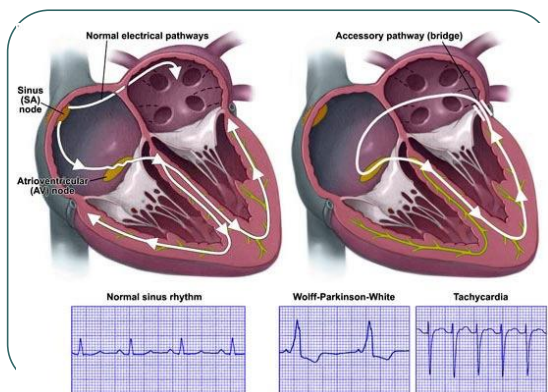 Normal electrical pathways
Accessory pathway (bridge)
Sinus
(SA)
node
Atrioventricular
(AV) node
Normal sinus rhythm
Wolff-Parkinson-White
Tachycardia